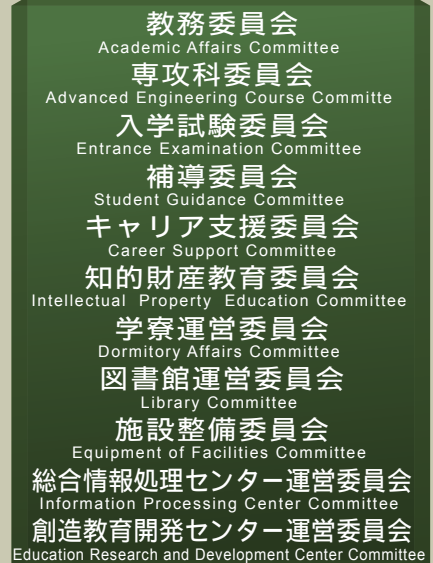 教務委員会
Academic Affairs Committee
専攻科委員会
Advanced Engineering Course Committe
入学試験委員会
Entrance Examination Committee
補導委員会
Student Guidance Committee
キャリア支援委員会
Career Support Committee
知的財産教育委員会
Intellectual Property Education Committee
学寮運営委員会
Dormitory Affairs Committee
図書館運営委員会
Library Committee
施設整備委員会
Equipment of Facilities Committee
総合情報処理センター運営委員会
Information Processing Center Committee
創造教育開発センター運営委員会
Education Research and Development Center Committee